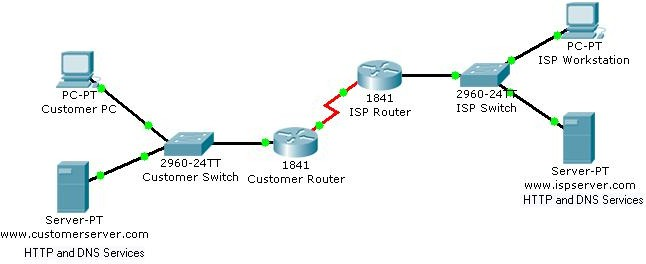 PC-PT
Customer PC
Server-PT
www.customerserver.com
HTTP and DNS Services
2960-24TT
Customer Switch
1841
Customer Router
1841
ISP Router
2960-24TT
ISP Switch
PC-PT
ISP Workstation
Server-PT
www.ispserver.com
HTTP and DNS Services